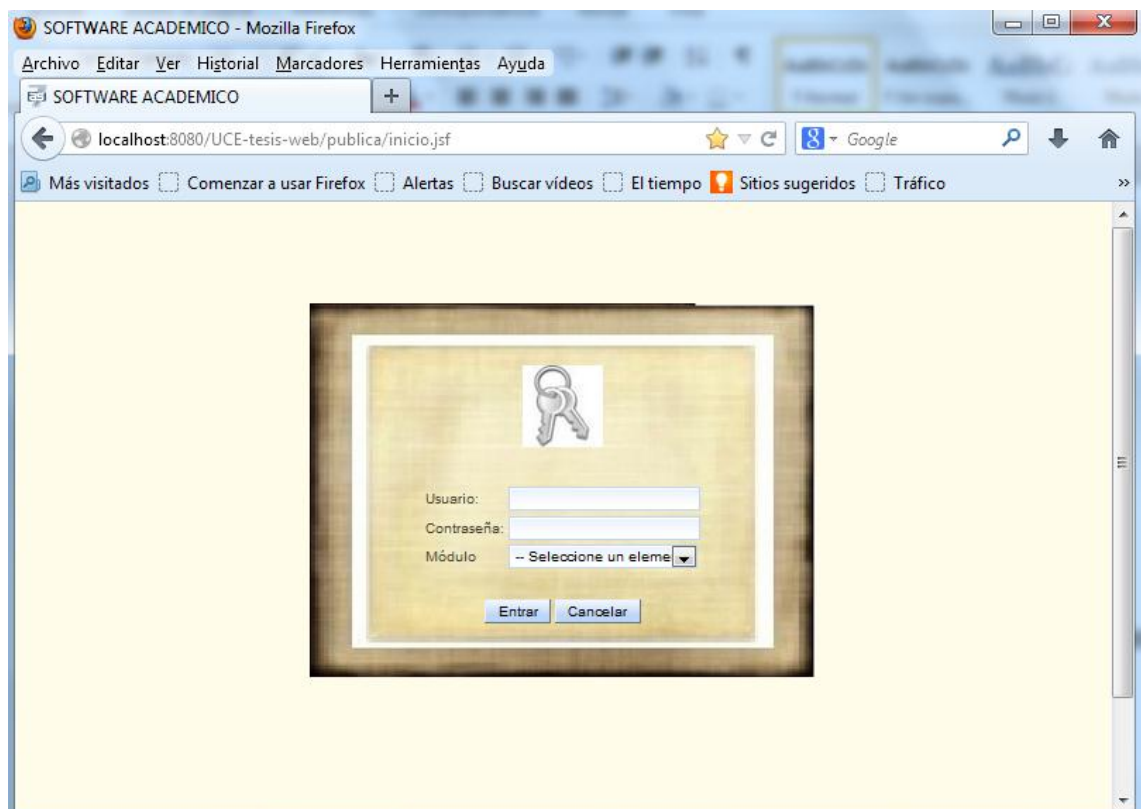 SOFTWARE ACADEMICO - Mozilla Firefox
Archivo Editar Ver Historial Marcadores Herramientas Ayuda
SOFTWARE ACADEMICO +
localhost:8080/UCE-tesis-web/publica/inicio.jsf Google
Más visitados Comenzar a usar Firefox Alertas Buscar vídeos El tiempo Sitios sugeridos Tráfico »
Usuario:
Contraseña:
Módulo -- Seleccione un eleme
Entrar Cancelar